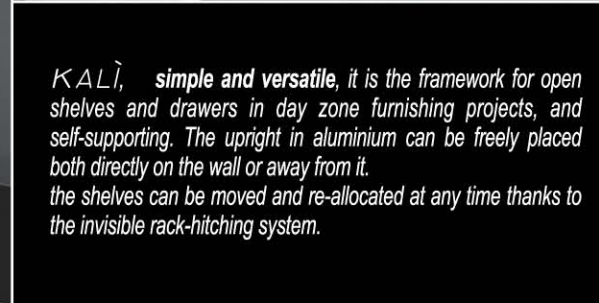 KALÌ, simple and versatile, it is the framework for open
shelves and drawers in day zone furnishing projects, and
self-supporting. The upright in aluminium can be freely placed
both directly on the wall or away from it.
the shelves can be moved and re-allocated at any time thanks to
the invisible rack-hitching system.